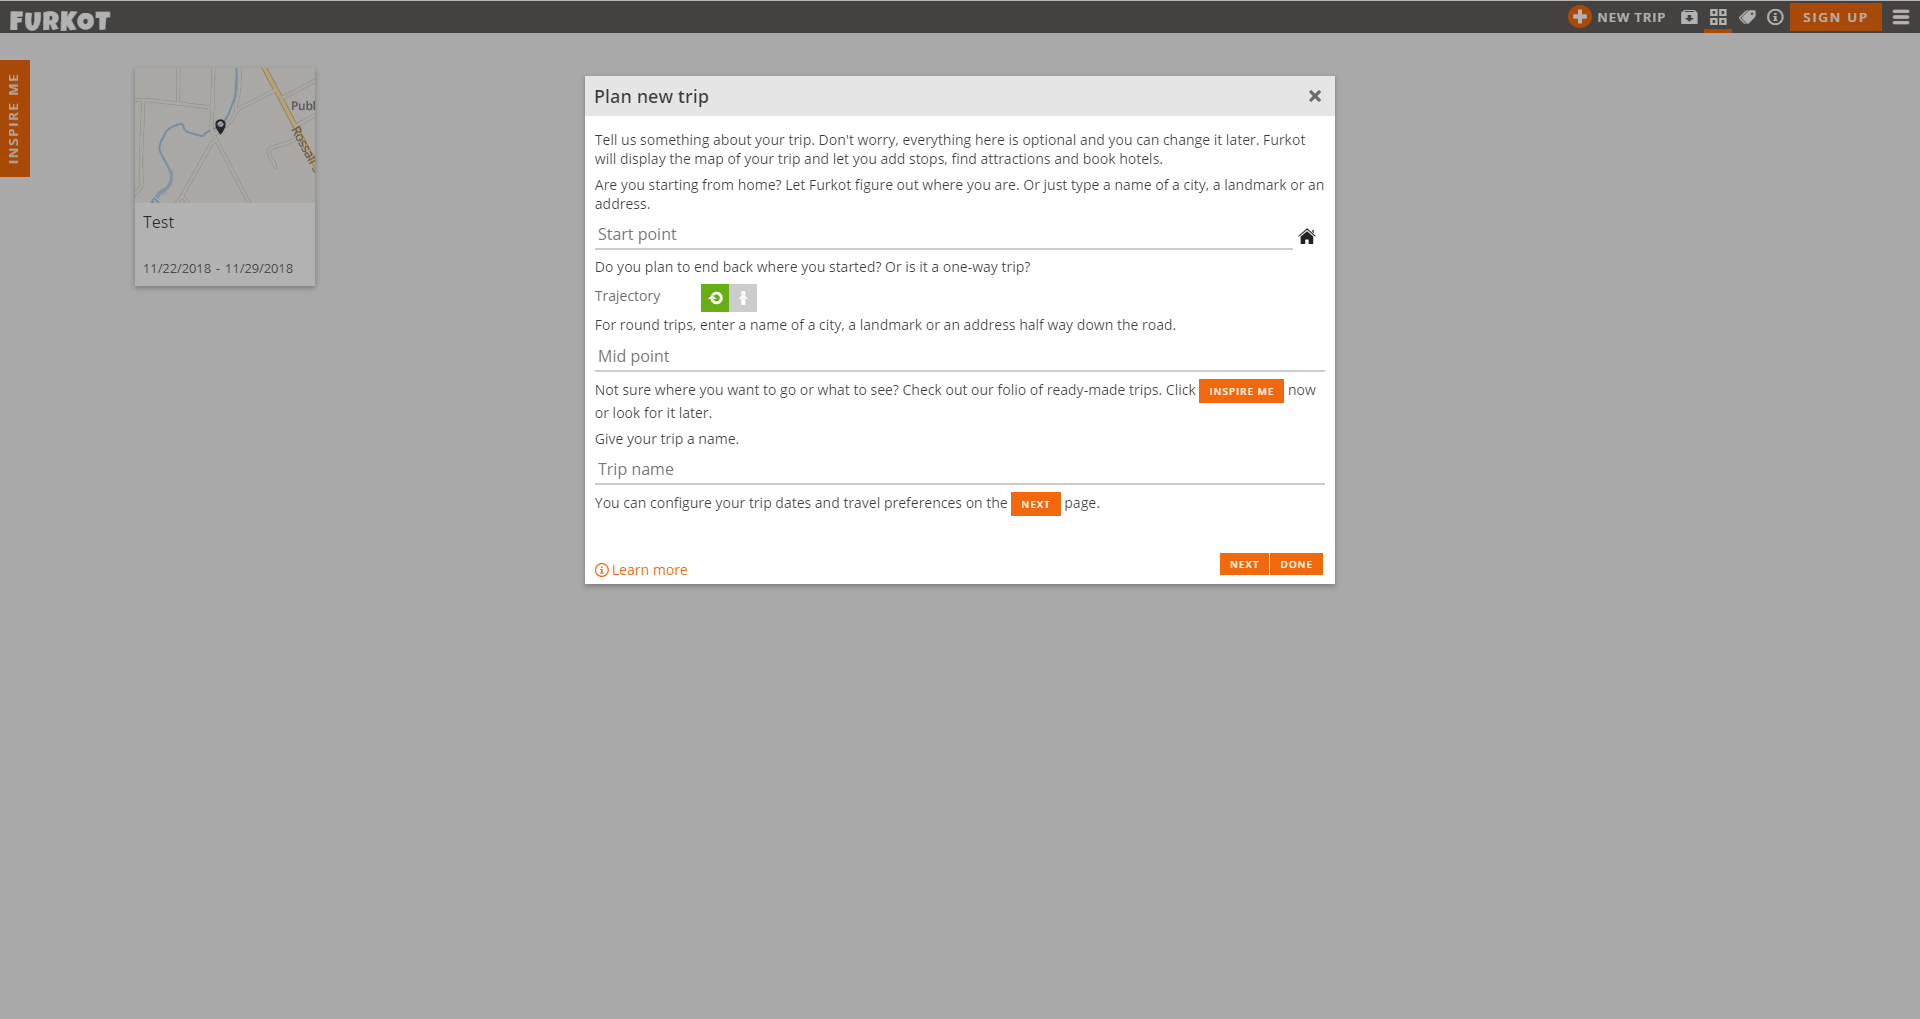 FURKOT
NEW TRIP
SIGN UP
INSPIRE ME
Publ
Rossall
Test
11/22/2018 - 11/29/2018
Plan new trip
Tell us something about your trip. Don't worry, everything here is optional and you can change it later. Furkot
will display the map of your trip and let you add stops, find attractions and book hotels.
Are you starting from home? Let Furkot figure out where you are. Or just type a name of a city, a landmark or an
address.
Start point
Do you plan to end back where you started? Or is it a one-way trip?
Trajectory
For round trips, enter a name of a city, a landmark or an address half way down the road.
Mid point
Not sure where you want to go or what to see? Check out our folio of ready-made trips. Click INSPIRE ME now
or look for it later.
Give your trip a name.
Trip name
You can configure your trip dates and travel preferences on the NEXT page.
Learn more
NEXT DONE